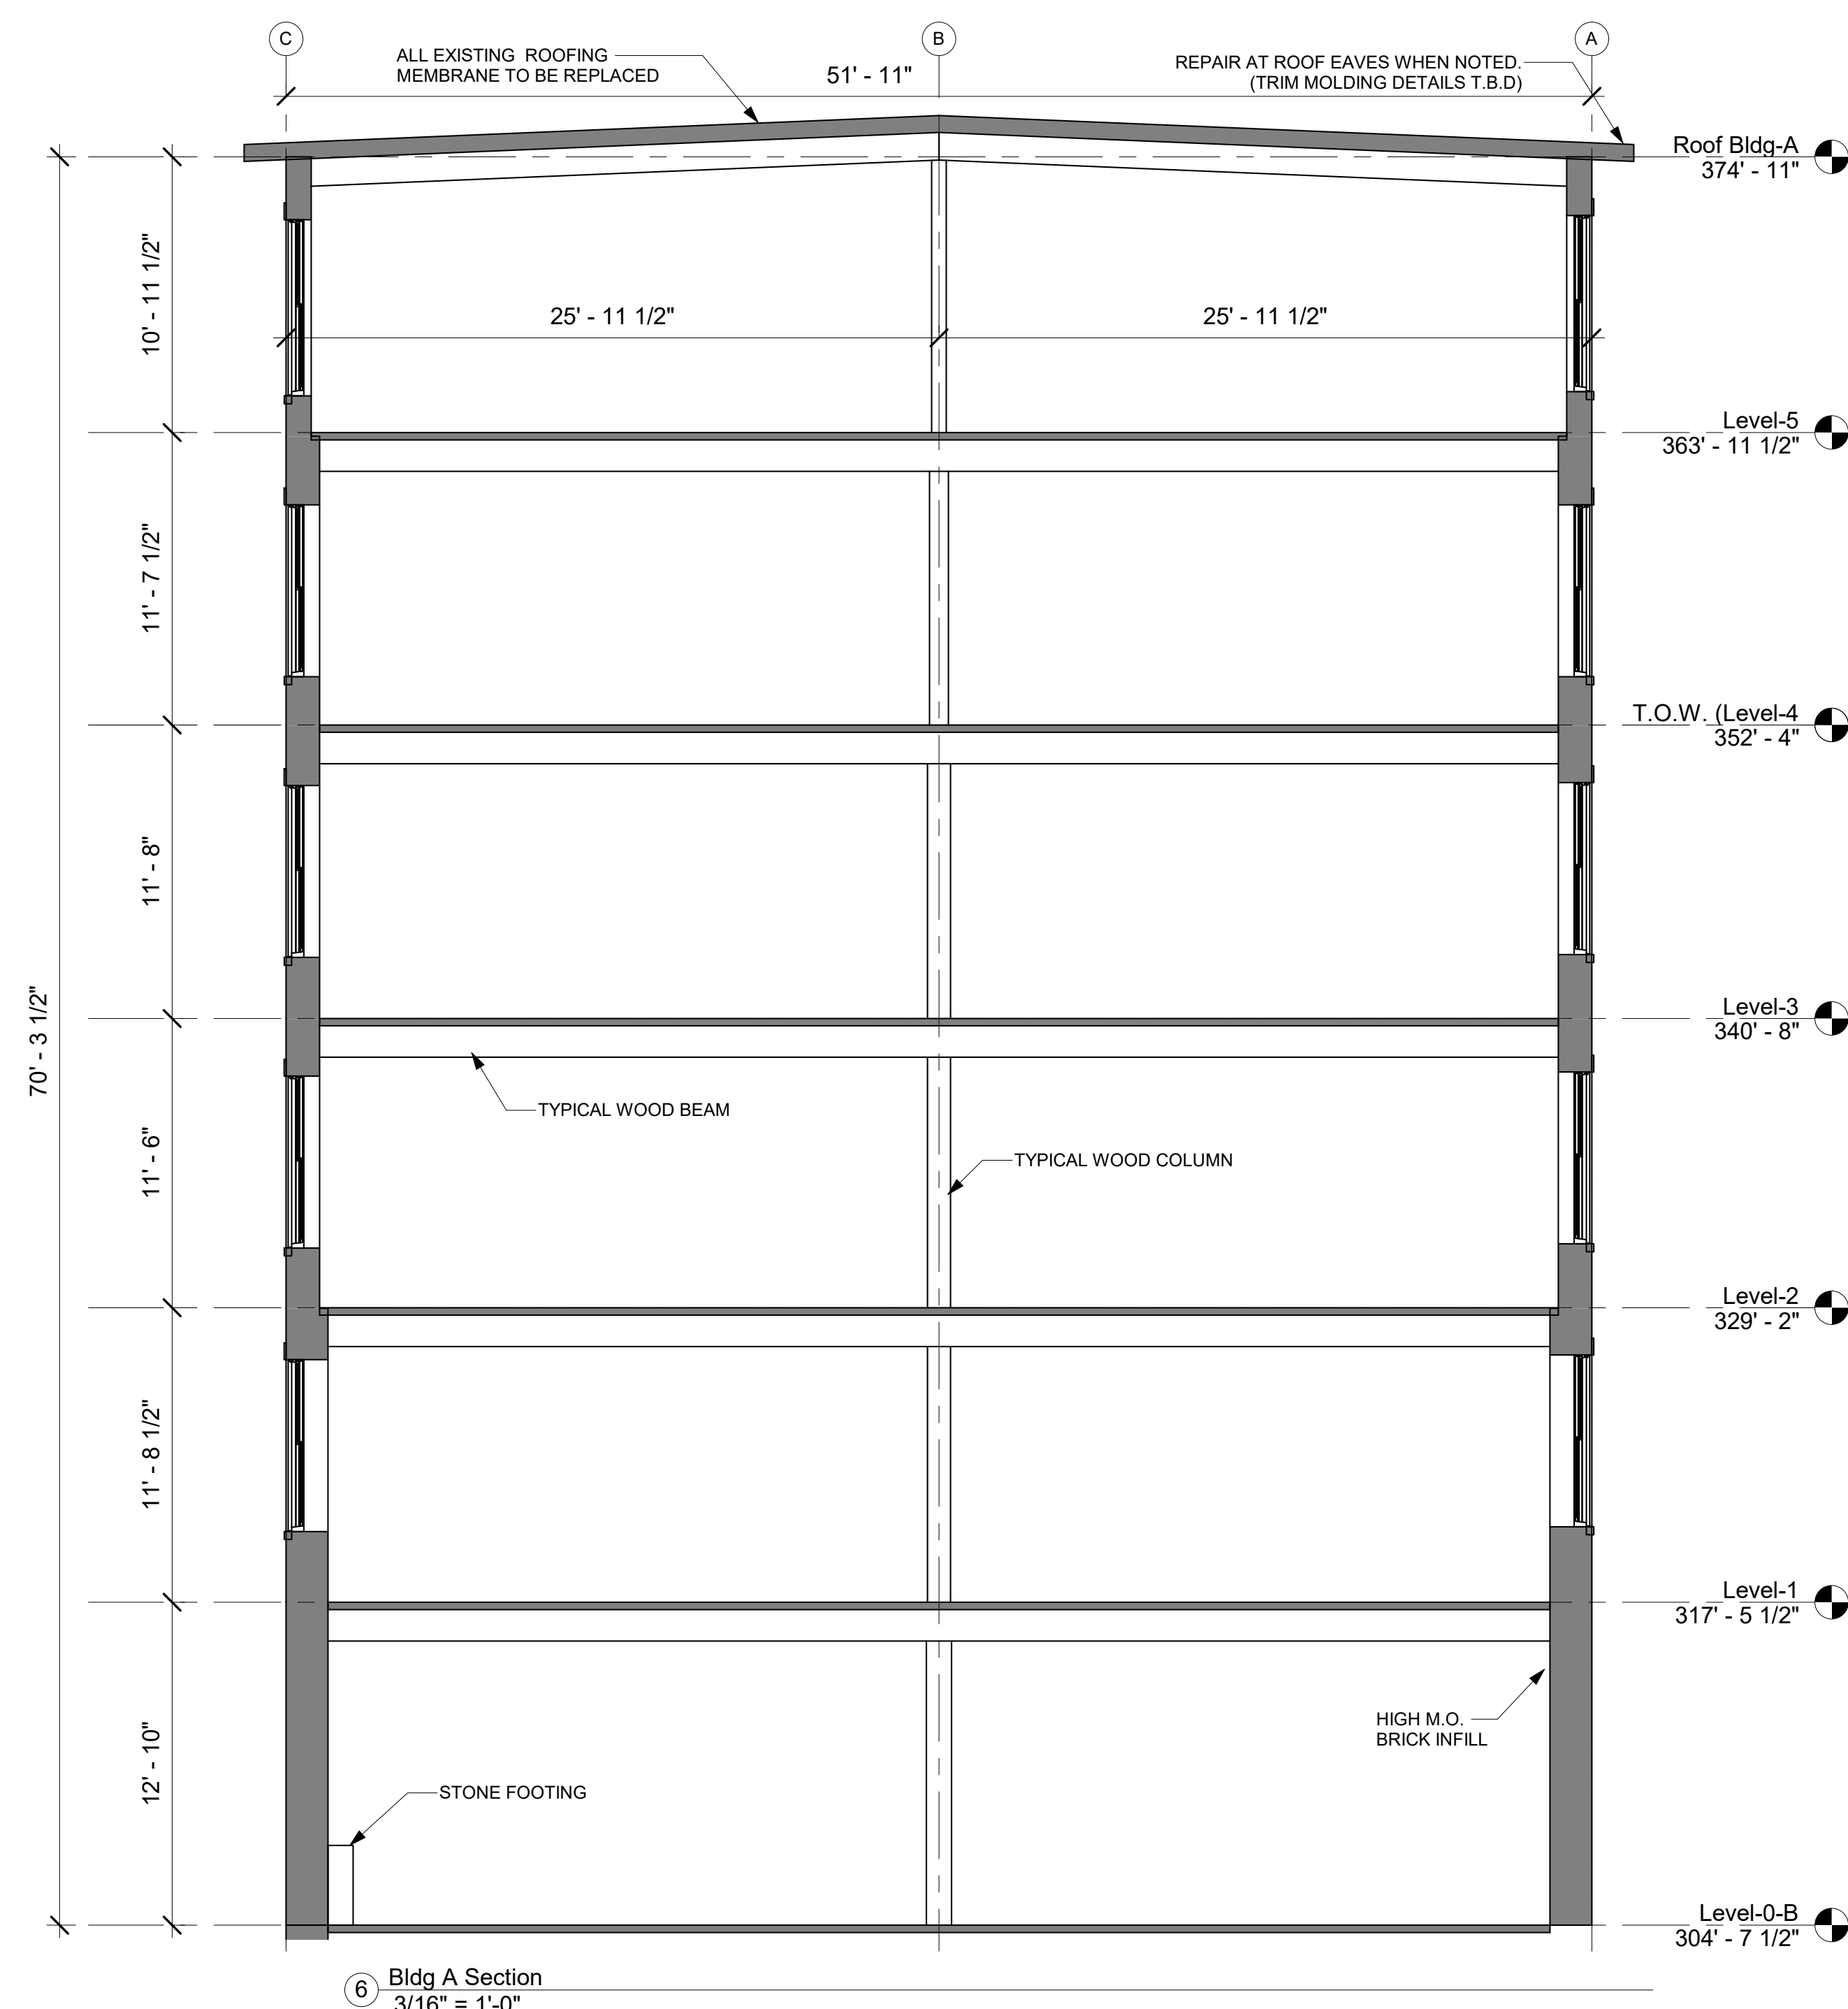 C
B
A
ALL EXISTING ROOFING
MEMBRANE TO BE REPLACED
51' - 11"
REPAIR AT ROOF EAVES WHEN NOTED.
(TRIM MOLDING DETAILS T.B.D)
Roof Bldg-A
374' - 11"
10' - 11 1/2"
25' - 11 1/2"
25' - 11 1/2"
Level-5
363' - 11 1/2"
11' - 7 1/2"
T.O.W. (Level-4
352' - 4"
11' - 8"
70' - 3 1/2"
Level-3
340' - 8"
TYPICAL WOOD BEAM
11' - 6"
TYPICAL WOOD COLUMN
Level-2
329' - 2"
11' - 8 1/2"
Level-1
317' - 5 1/2"
HIGH M.O.
BRICK INFILL
12' - 10"
STONE FOOTING
Level-0-B
304' - 7 1/2"
6
Bldg A Section
3/16" = 1'-0"